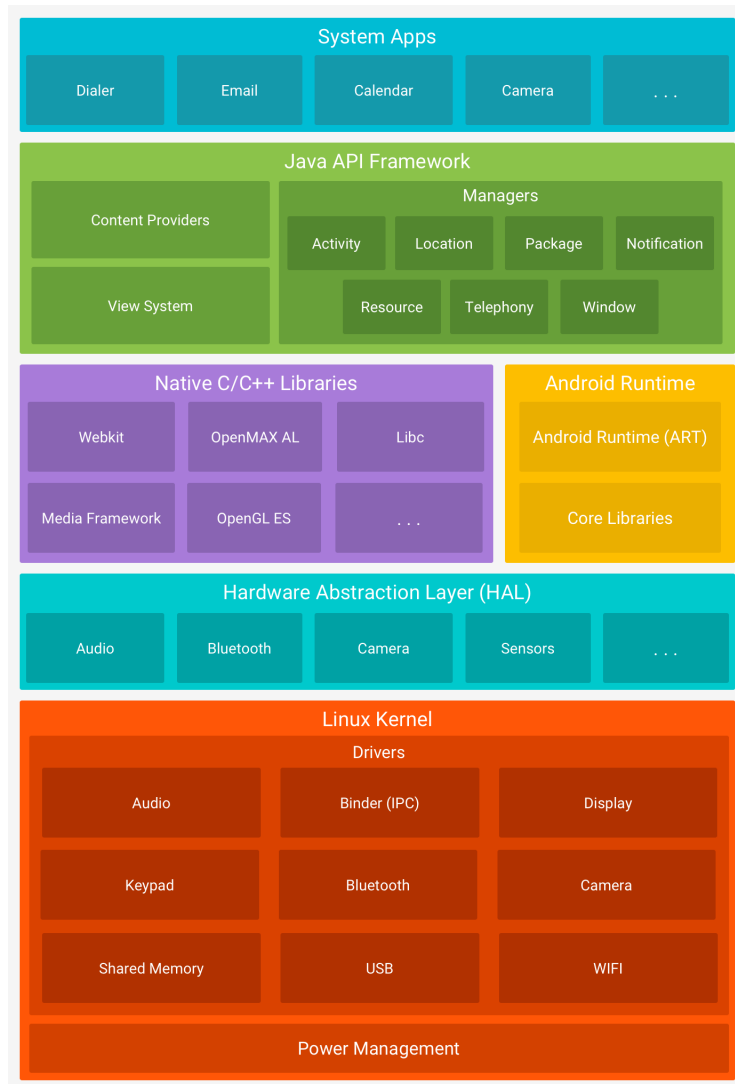 System Apps
Dialer
Email
Calendar
Camera
. . .
Java API Framework
Content Providers
View System
Managers
Activity
Location
Package
Notification
Resource
Telephony
Window
Native C/C++ Libraries
Webkit
OpenMAX AL
Libc
Media Framework
OpenGL ES
. . .
Android Runtime
Android Runtime (ART)
Core Libraries
Hardware Abstraction Layer (HAL)
Audio
Bluetooth
Camera
Sensors
. . .
Linux Kernel
Drivers
Audio
Binder (IPC)
Display
Keypad
Bluetooth
Camera
Shared Memory
USB
WIFI
Power Management